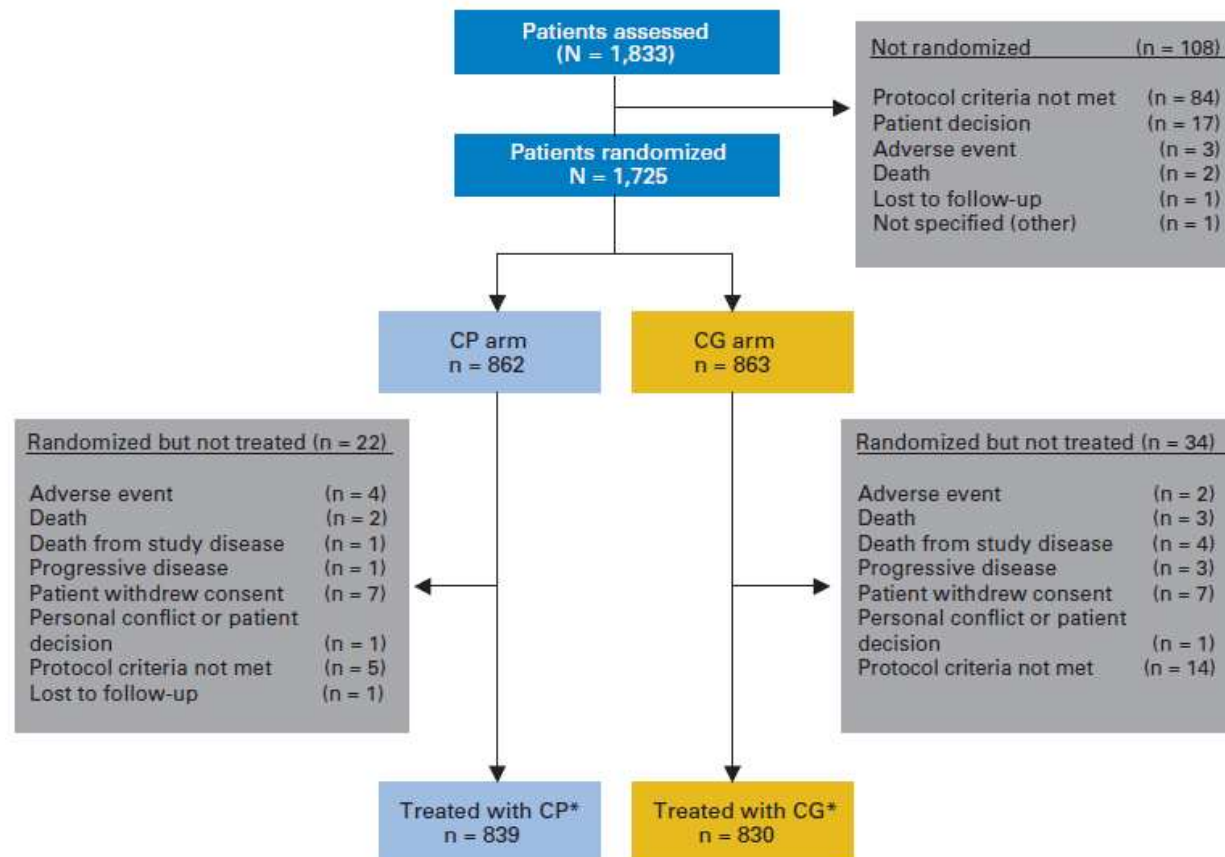 Patients assessed
(N = 1,833)
Not randomized (n = 108)
Protocol criteria not met (n = 84)
Patient decision (n = 17)
Adverse event (n = 3)
Death (n = 2)
Lost to follow-up (n = 1)
Not specified (other) (n = 1)
Patients randomized
N = 1,725
CP arm
n = 862
CG arm
n = 863
Randomized but not treated (n = 22)
Adverse event (n = 4)
Death (n = 2)
Death from study disease (n = 1)
Progressive disease (n = 1)
Patient withdrew consent (n = 7)
Personal conflict or patient
decision (n = 1)
Protocol criteria not met (n = 5)
Lost to follow-up (n = 1)
Randomized but not treated (n = 34)
Adverse event (n = 2)
Death (n = 3)
Death from study disease (n = 4)
Progressive disease (n = 3)
Patient withdrew consent (n = 7)
Personal conflict or patient
decision (n = 1)
Protocol criteria not met (n = 14)
Treated with CP*
n = 839
Treated with CG*
n = 830